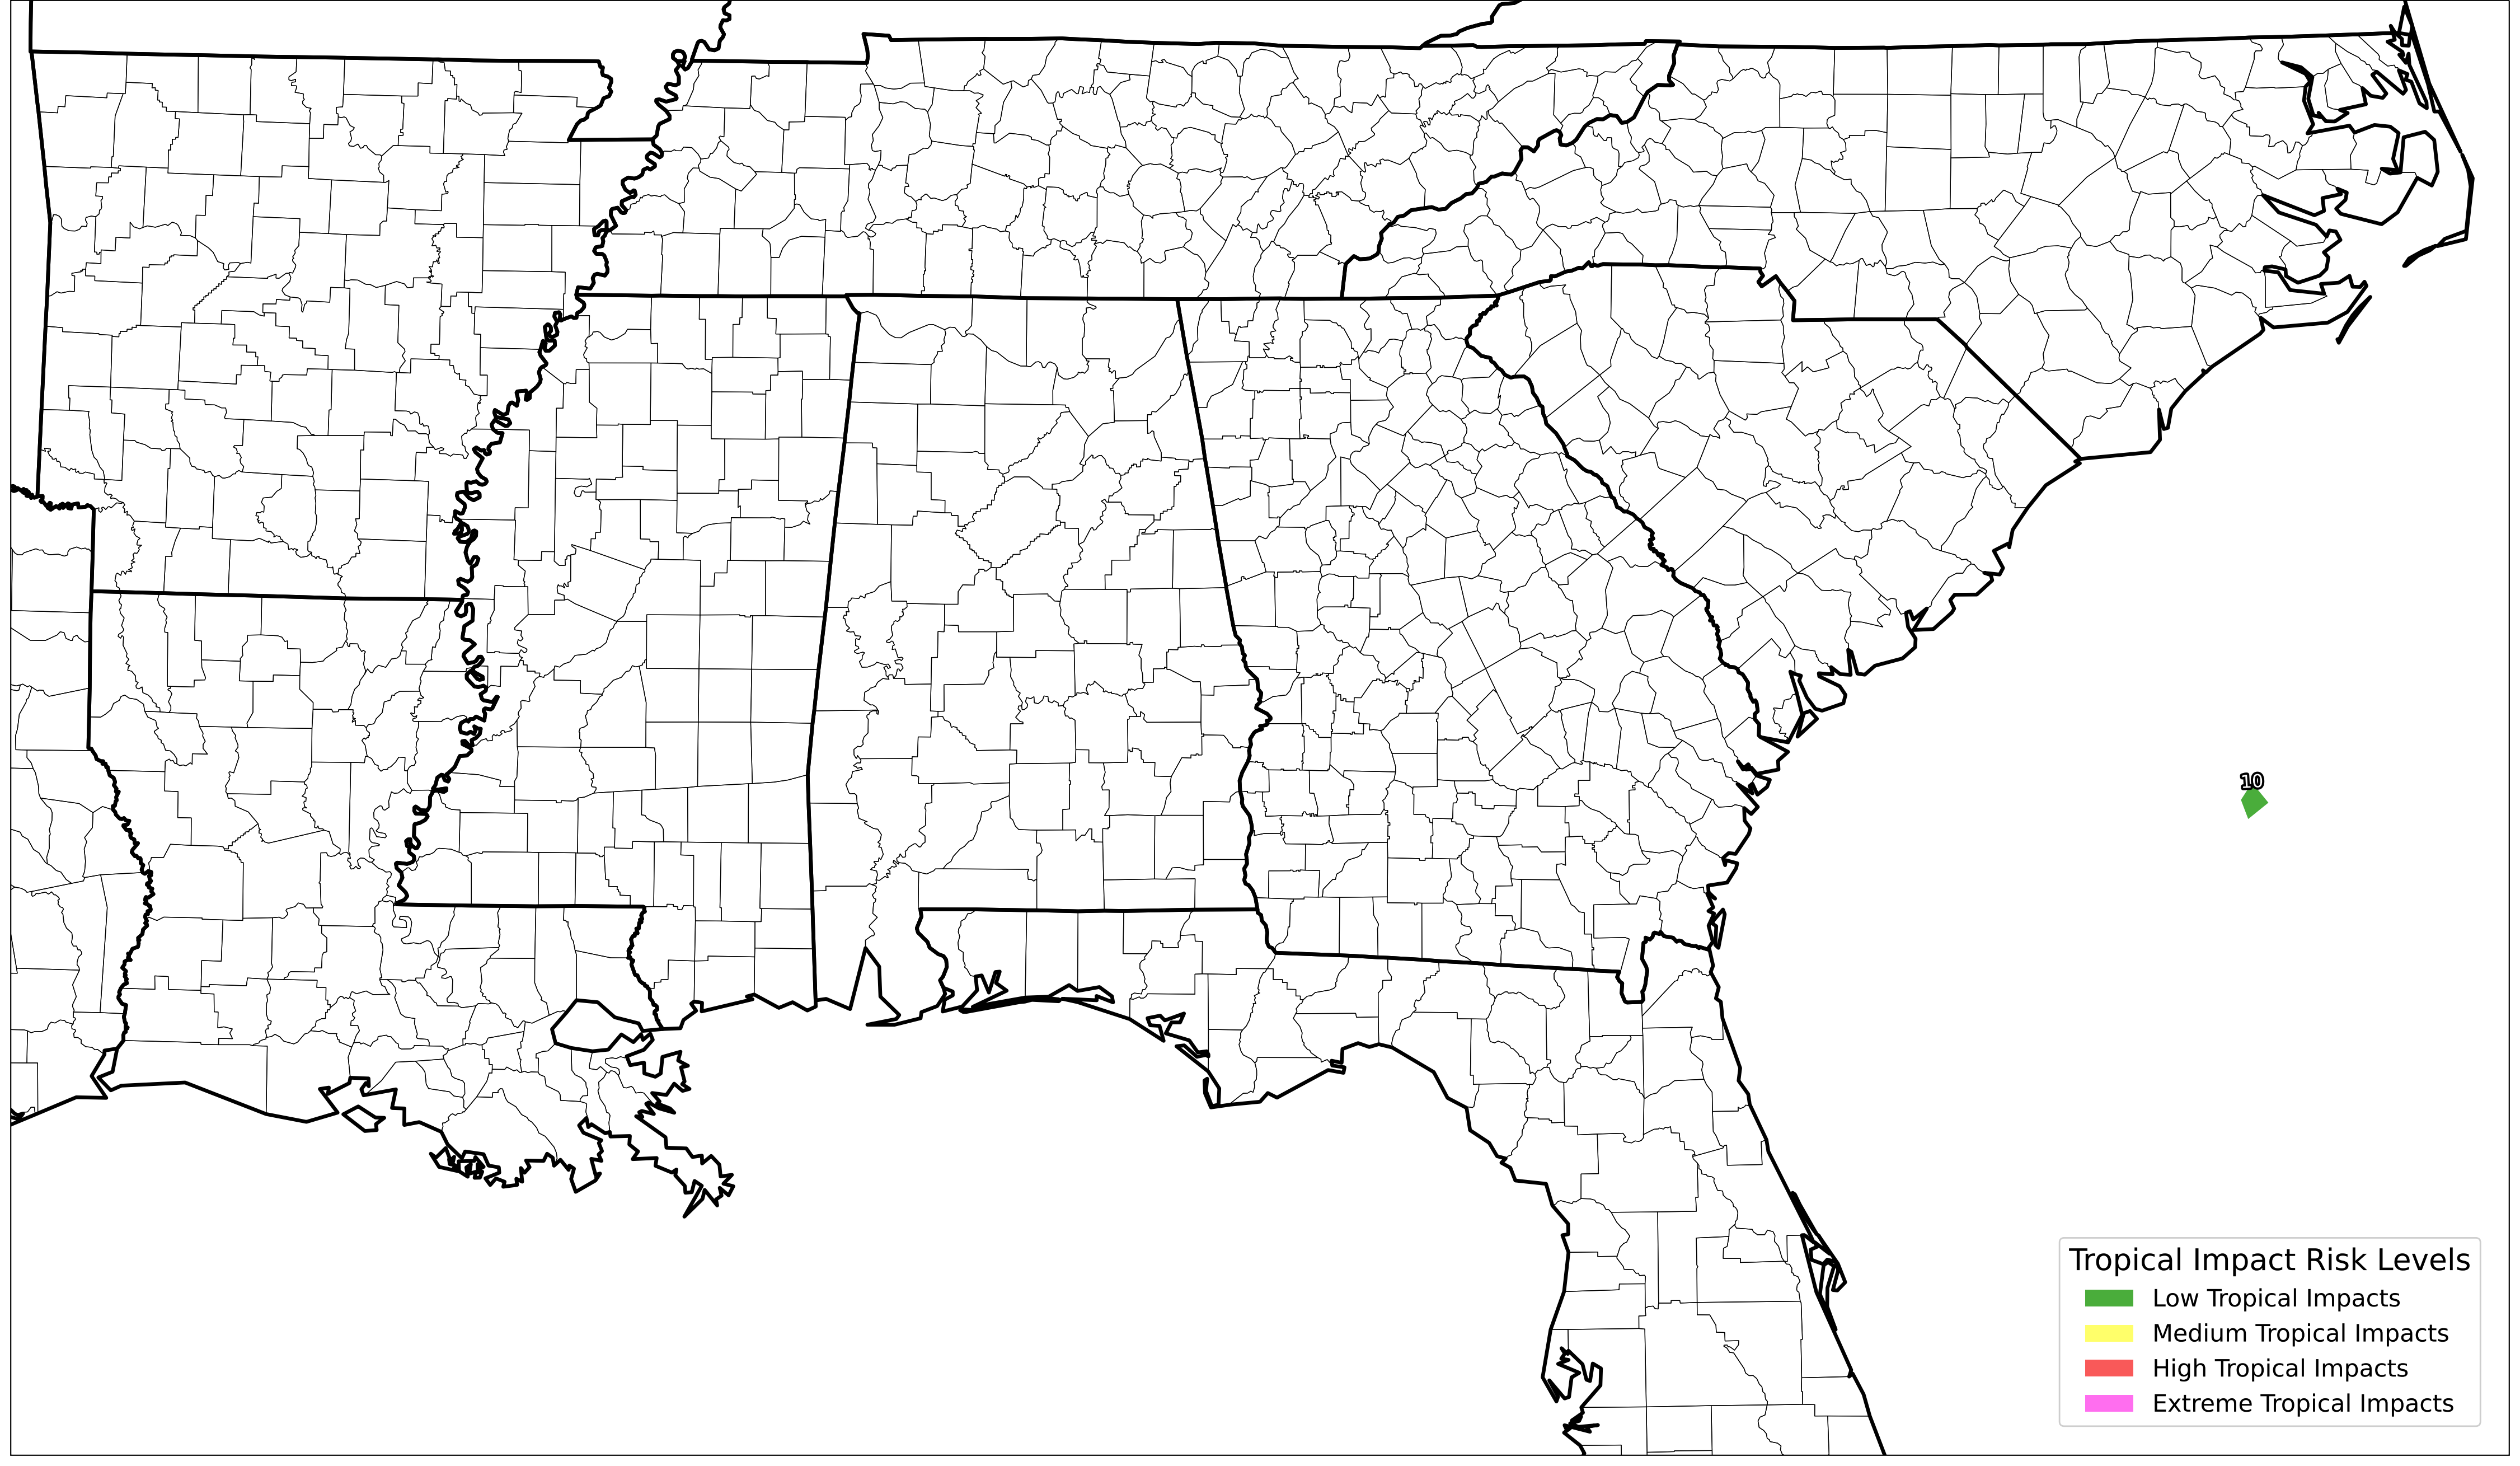 10
Tropical Impact Risk Levels
Low Tropical Impacts
Medium Tropical Impacts
High Tropical Impacts
Extreme Tropical Impacts